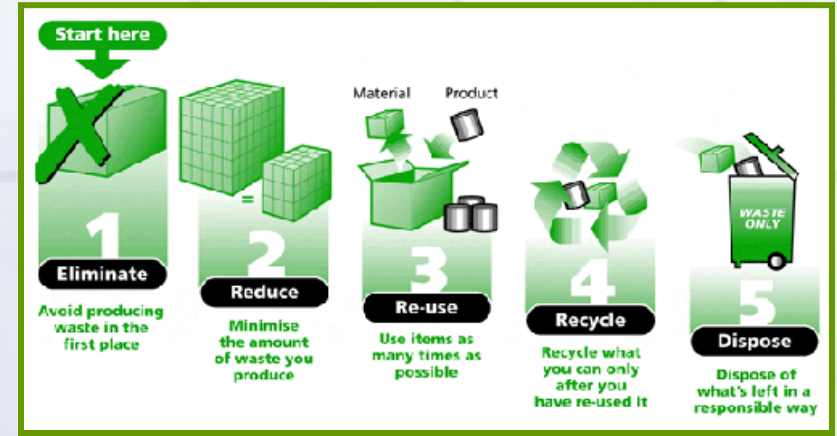 Start here
1
Eliminate
Avoid producing
waste in the
first place
=
2
Reduce
Minimise
the amount
of waste you
produce
Material Product
3
Re-use
Use items as
many times as
possible
4
Recycle
Recycle what
you can only
after you
have re-used it
WASTE
ONLY
5
Dispose
Dispose of
what's left in a
responsible way